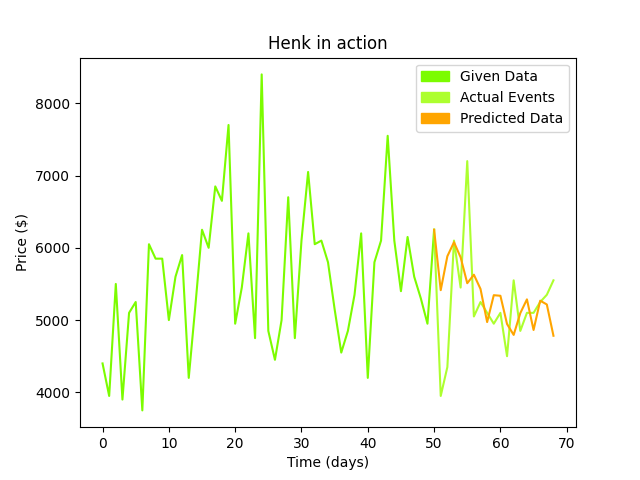 Henk in action
Given Data
Actual Events
Predicted Data
Price ($)
8000
7000
6000
5000
4000
0 10 20 30 40 50 60 70
Time (days)